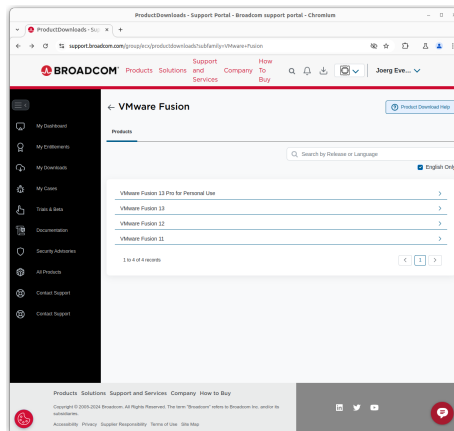 ProductDownloads - Support Portal - Broadcom support portal - Chromium
ProductDownloads - Sup
support.broadcom.com/group/ecx/productdownloads?subfamily=VMware+Fusion
BROADCOM
Products Solutions Support and Services Company How To Buy
Joerg Eve...
VMware Fusion
Product Download Help
My Dashboard
Products
My Entitlements
Search by Release or Language
My Downloads
English Only
My Cases
VMware Fusion 13 Pro for Personal Use
Trials & Beta
VMware Fusion 13
VMware Fusion 12
Documentation
VMware Fusion 11
Security Advisories
1 to 4 of 4 records
1
All Products
Contact Support
Contact Support
Products Solutions Support and Services Company How to Buy
Copyright © 2005-2024 Broadcom. All Rights Reserved. The term "Broadcom" refers to Broadcom Inc. and/or its
subsidiaries.
Accessibility Privacy Supplier Responsibility Terms of Use Site Map